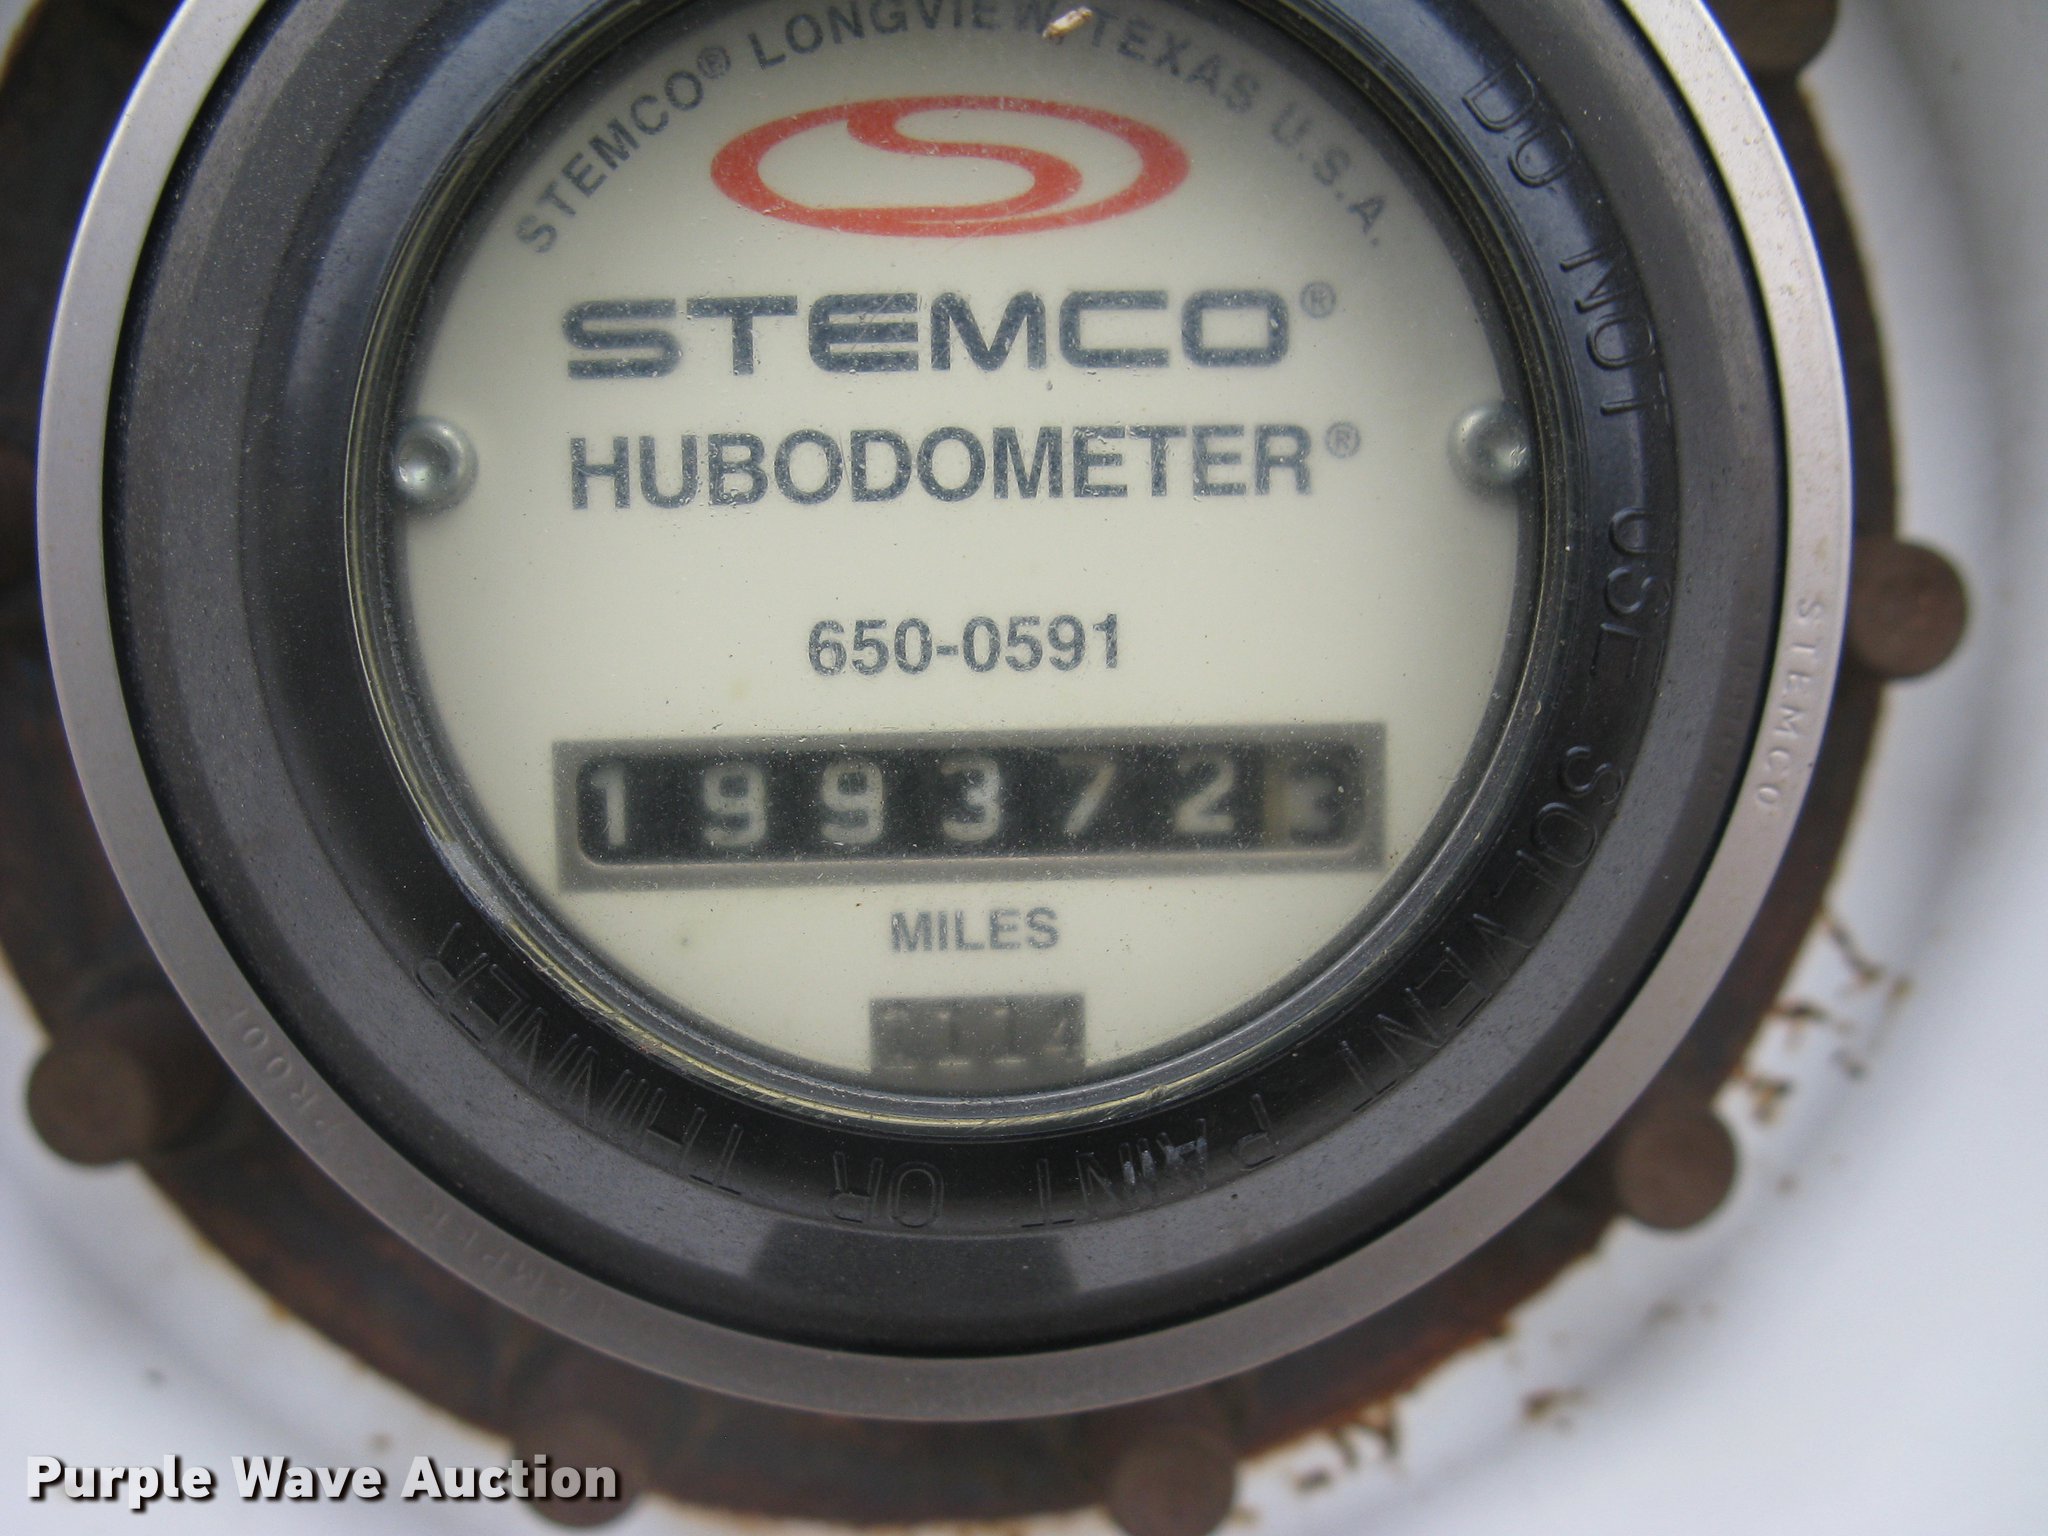 STEMCO® LONGVIEW, TEXAS U.S.A.
STEMCO®
HUBODOMETER®
650-0591
1993723
MILES
DO NOT USE SOLVENT PAINT OR THINNER
STEMCO
PROOF
Purple Wave Auction